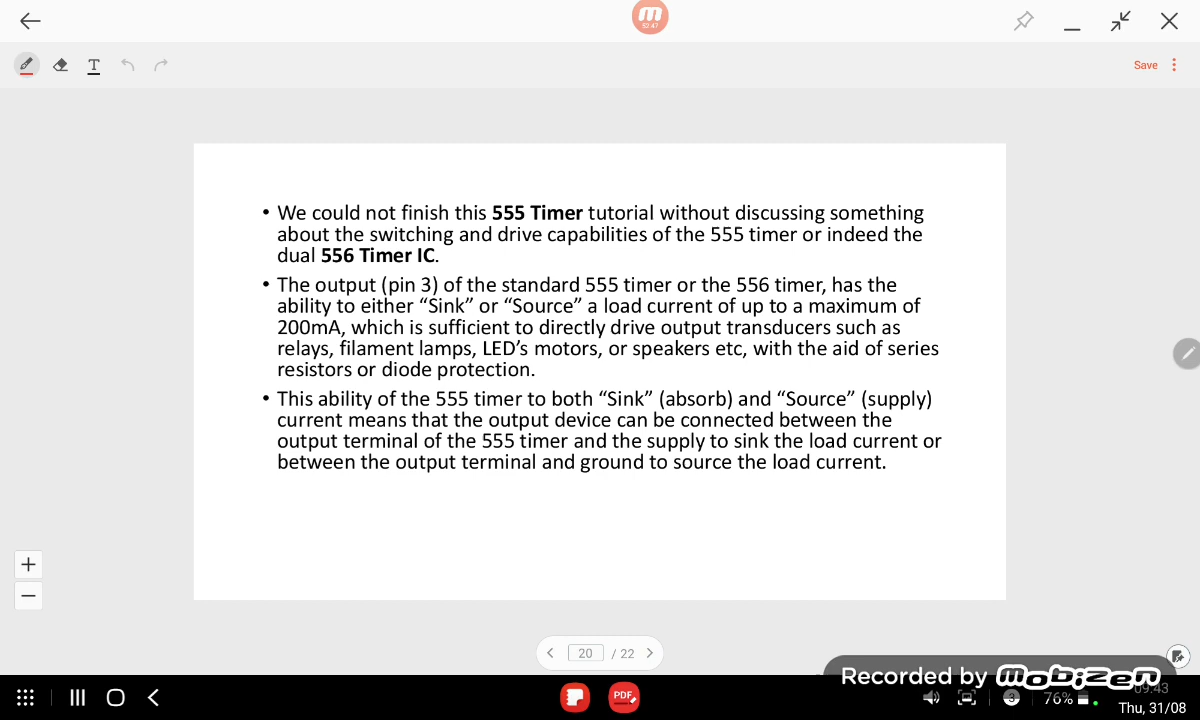 52:47
T
Save
• We could not finish this 555 Timer tutorial without discussing something
about the switching and drive capabilities of the 555 timer or indeed the
dual 556 Timer IC.
• The output (pin 3) of the standard 555 timer or the 556 timer, has the
ability to either “Sink” or “Source” a load current of up to a maximum of
200mA, which is sufficient to directly drive output transducers such as
relays, filament lamps, LED’s motors, or speakers etc, with the aid of series
resistors or diode protection.
• This ability of the 555 timer to both “Sink” (absorb) and “Source” (supply)
current means that the output device can be connected between the
output terminal of the 555 timer and the supply to sink the load current or
between the output terminal and ground to source the load current.
20 / 22
Recorded by mobizen
PDF
3 76% 09:43
Thu, 31/08